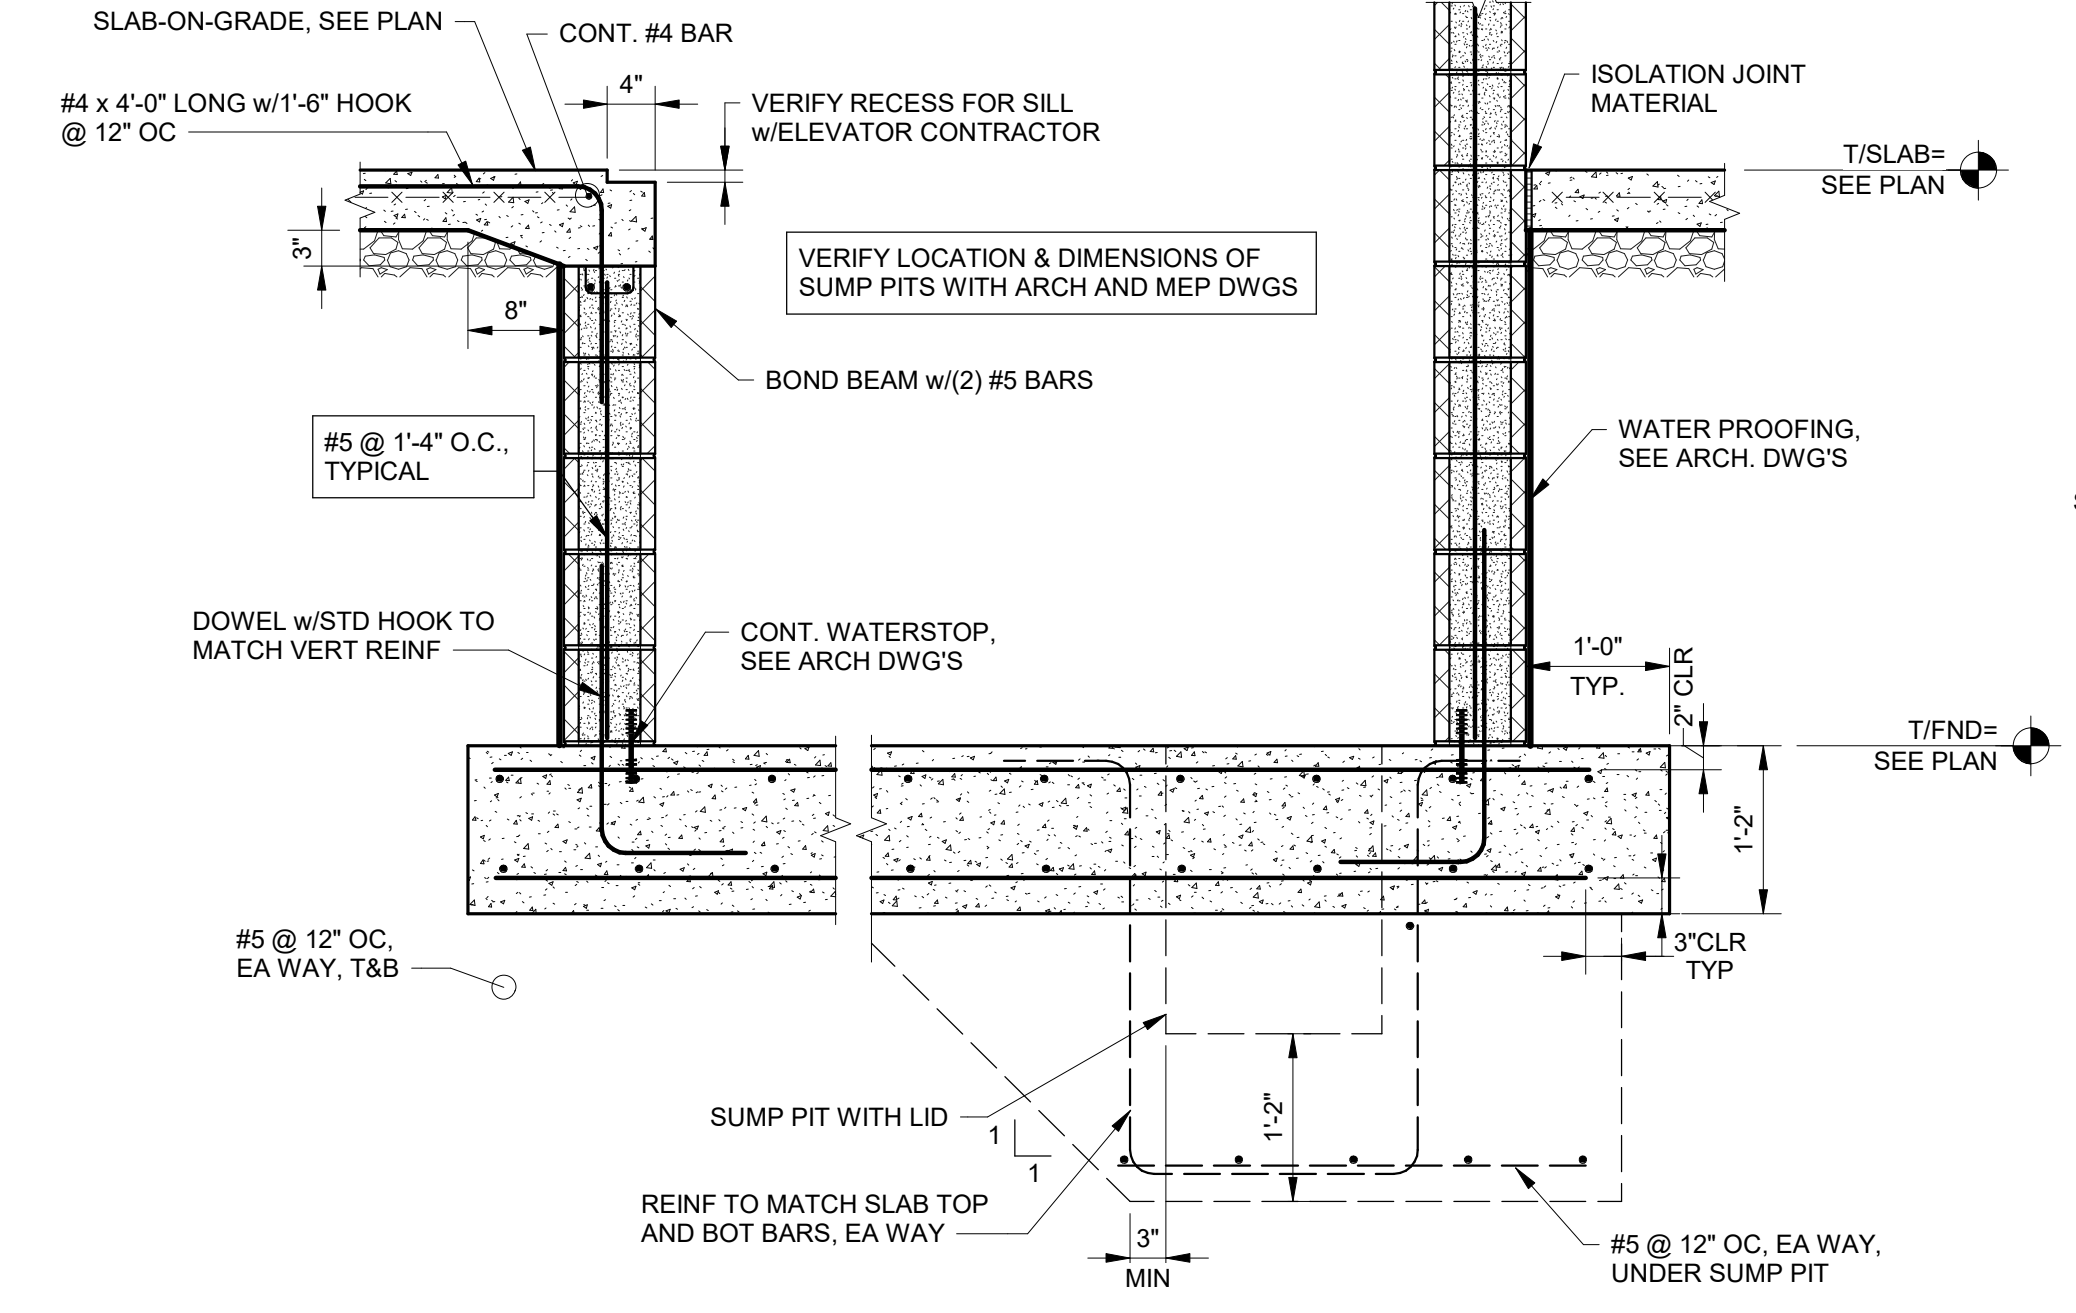 SLAB-ON-GRADE, SEE PLAN
CONT. #4 BAR
#4 x 4'-0" LONG w/1'-6" HOOK
@ 12" OC
4"
VERIFY RECESS FOR SILL
w/ELEVATOR CONTRACTOR
ISOLATION JOINT
MATERIAL
T/SLAB=
SEE PLAN
3"
8"
VERIFY LOCATION & DIMENSIONS OF
SUMP PITS WITH ARCH AND MEP DWGS
BOND BEAM w/(2) #5 BARS
#5 @ 1'-4" O.C.,
TYPICAL
WATER PROOFING,
SEE ARCH. DWG'S
DOWEL w/STD HOOK TO
MATCH VERT REINF
CONT. WATERSTOP,
SEE ARCH DWG'S
1'-0"
TYP.
2" CLR
T/FND=
SEE PLAN
1'-2"
#5 @ 12" OC,
EA WAY, T&B
3"CLR
TYP
SUMP PIT WITH LID
1
1
1'-2"
REINF TO MATCH SLAB TOP
AND BOT BARS, EA WAY
3"
MIN
#5 @ 12" OC, EA WAY,
UNDER SUMP PIT